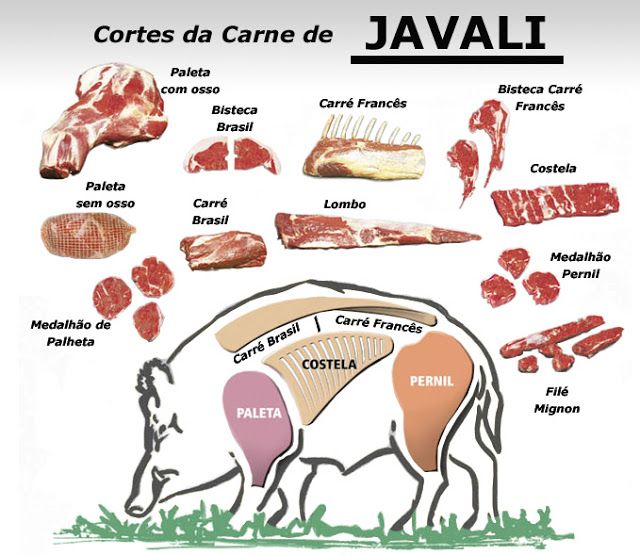 Cortes da Carne de JAVALI
Paleta
com osso
Bisteca
Brasil
Carré Francês
Bisteca Carré
Francês
Costela
Paleta
sem osso
Carré
Brasil
Lombo
Medalhão
Pernil
Medalhão de
Palheta
Filé
Mignon
Carré Brasil
Carré Francês
COSTELA
PALETA
PERNIL